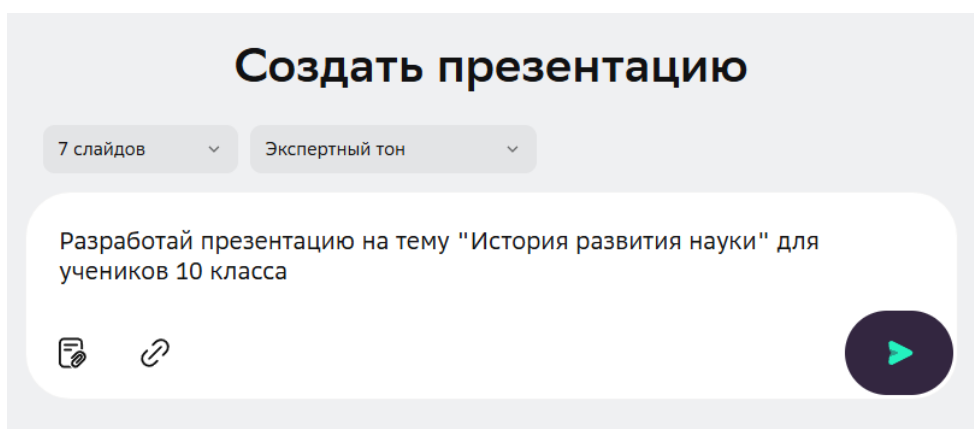 Создать презентацию
7 слайдов
Экспертный тон
Разработай презентацию на тему "История развития науки" для
учеников 10 класса